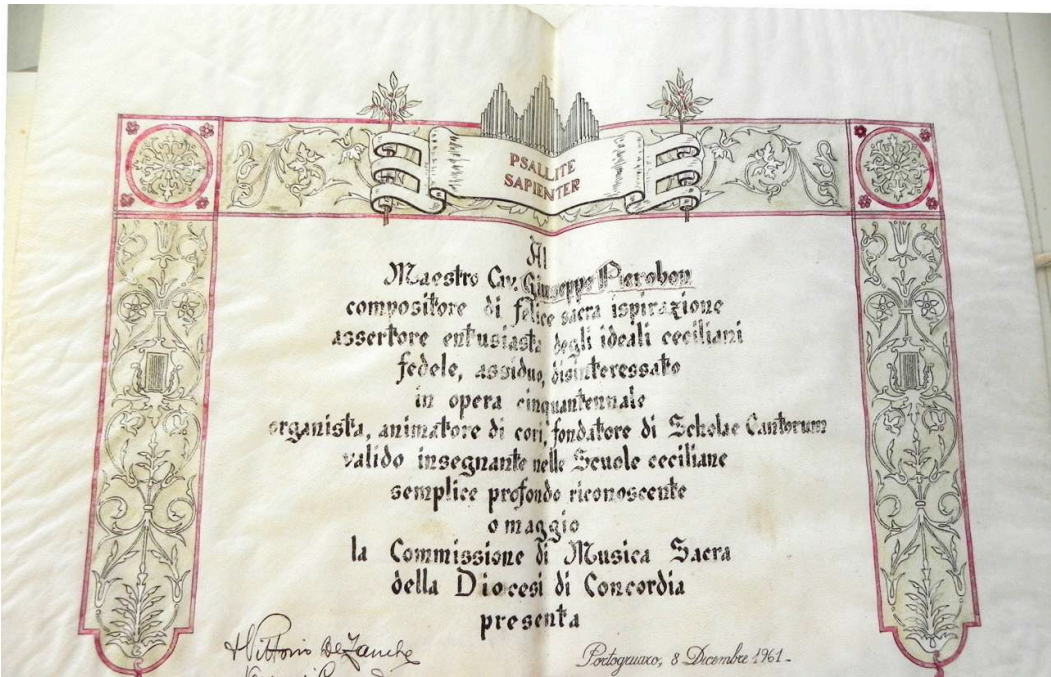 PSALLITE
SAPIENTER
Al
Maestro Cav. Giuseppe Pierobon
compositore di felice sacra ispirazione
assertore entusiasta degli ideali ceciliani
fedele, assiduo, disinteressato
in opera cinquantennale
organista, animatore di cori, fondatore di Scholae Cantorum
valido insegnante nelle Scuole ceciliane
semplice profondo riconoscente
omaggio
la Commissione di Musica Sacra
della Diocesi di Concordia
presenta
+ Vittorio De Zanche
Portogruaro, 8 Dicembre 1961.